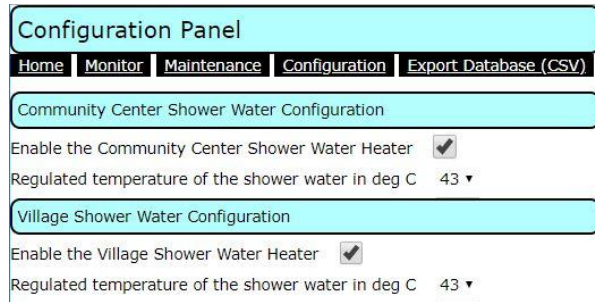 Configuration Panel
Home Monitor Maintenance Configuration Export Database (CSV)
Community Center Shower Water Configuration
Enable the Community Center Shower Water Heater
Regulated temperature of the shower water in deg C 43
Village Shower Water Configuration
Enable the Village Shower Water Heater
Regulated temperature of the shower water in deg C 43